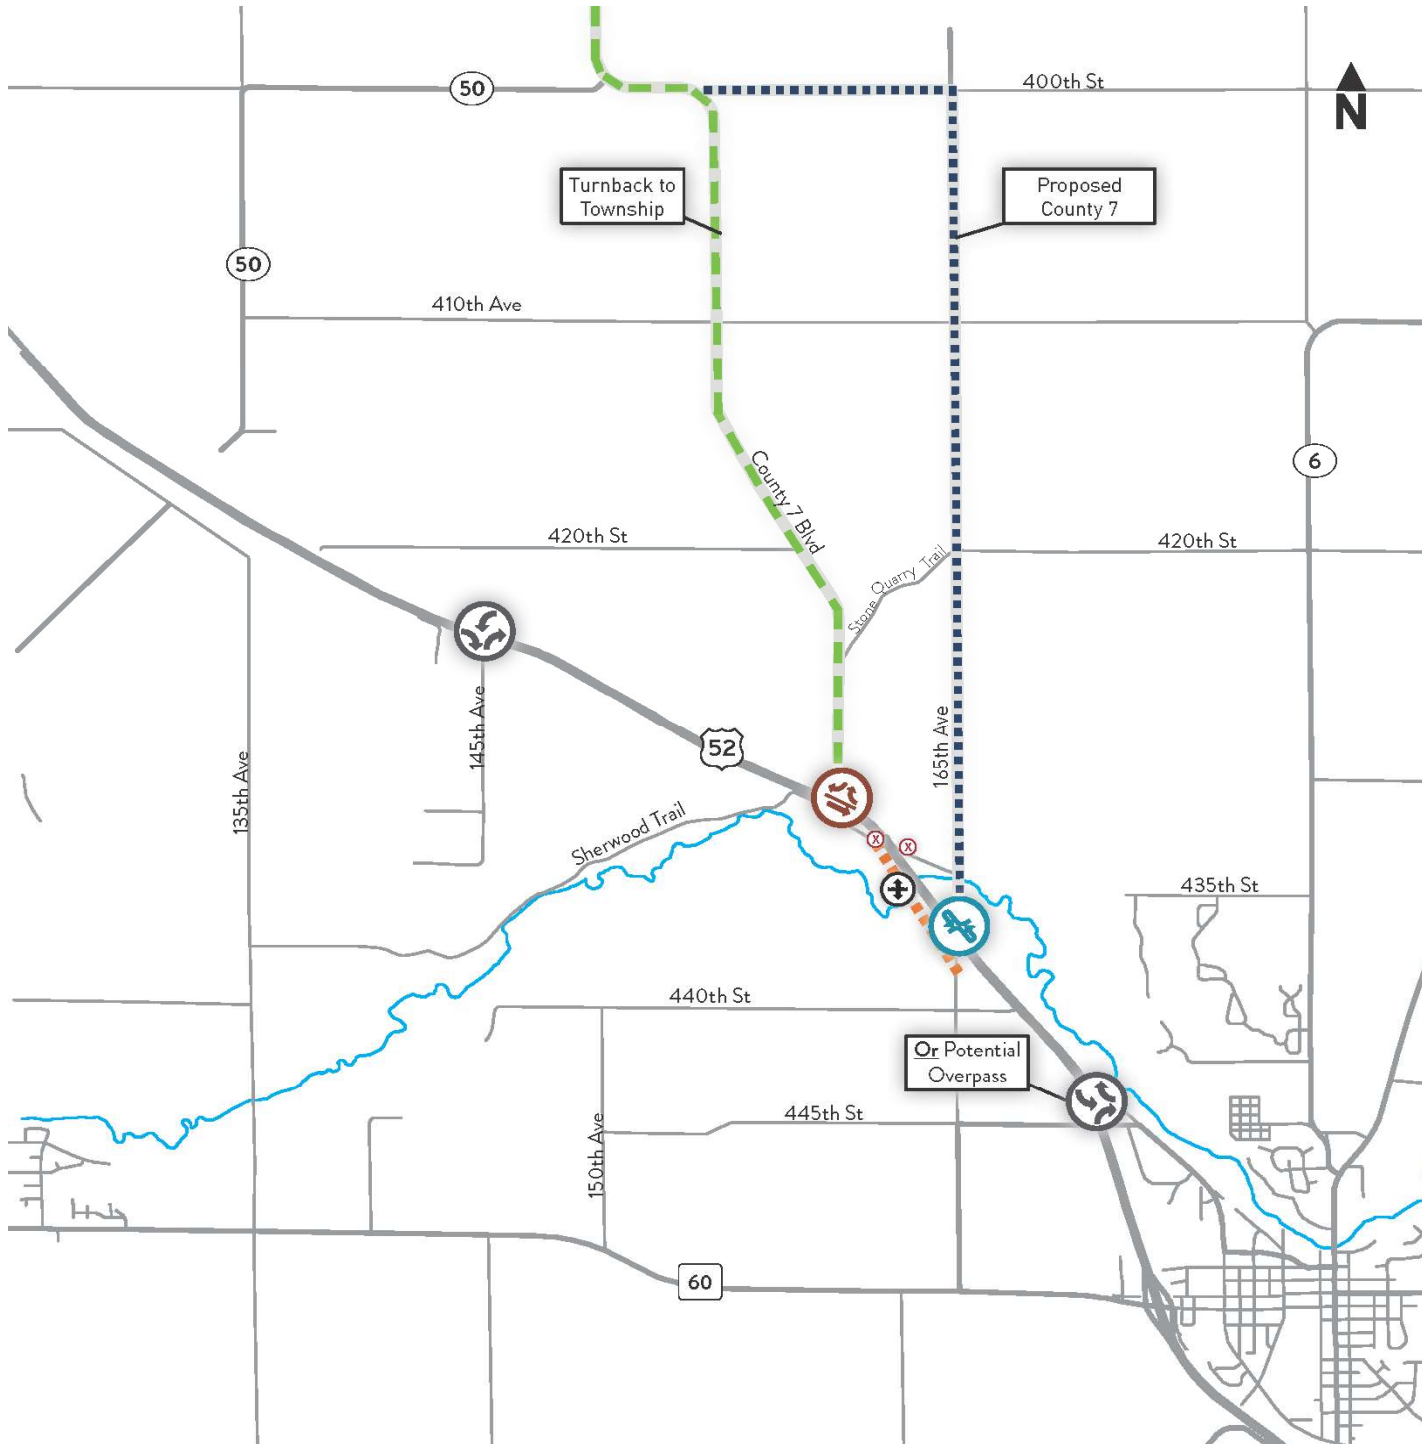 50
400th St
N
Turnback to
Township
Proposed
County 7
50
410th Ave
County 7 Blvd
6
420th St
420th St
Stone Quarry Trail
145th Ave
52
165th Ave
135th Ave
Sherwood Trail
X
X
435th St
440th St
Or Potential
Overpass
445th St
150th Ave
60